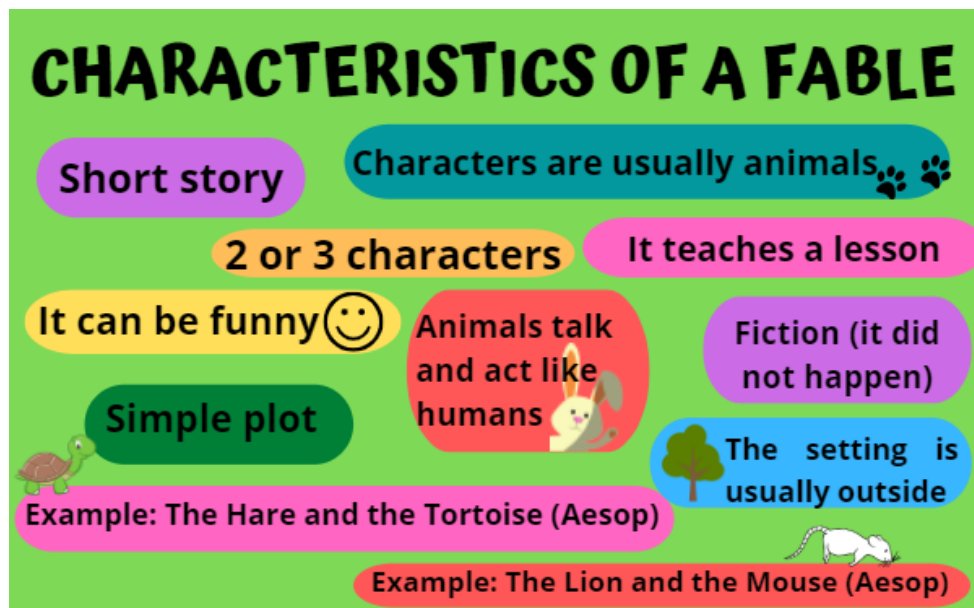 CHARACTERISTICS OF A FABLE
Short story
Characters are usually animals
2 or 3 characters
It teaches a lesson
It can be funny
Animals talk
and act like
humans
Fiction (it did
not happen)
Simple plot
The setting is
usually outside
Example: The Hare and the Tortoise (Aesop)
Example: The Lion and the Mouse (Aesop)